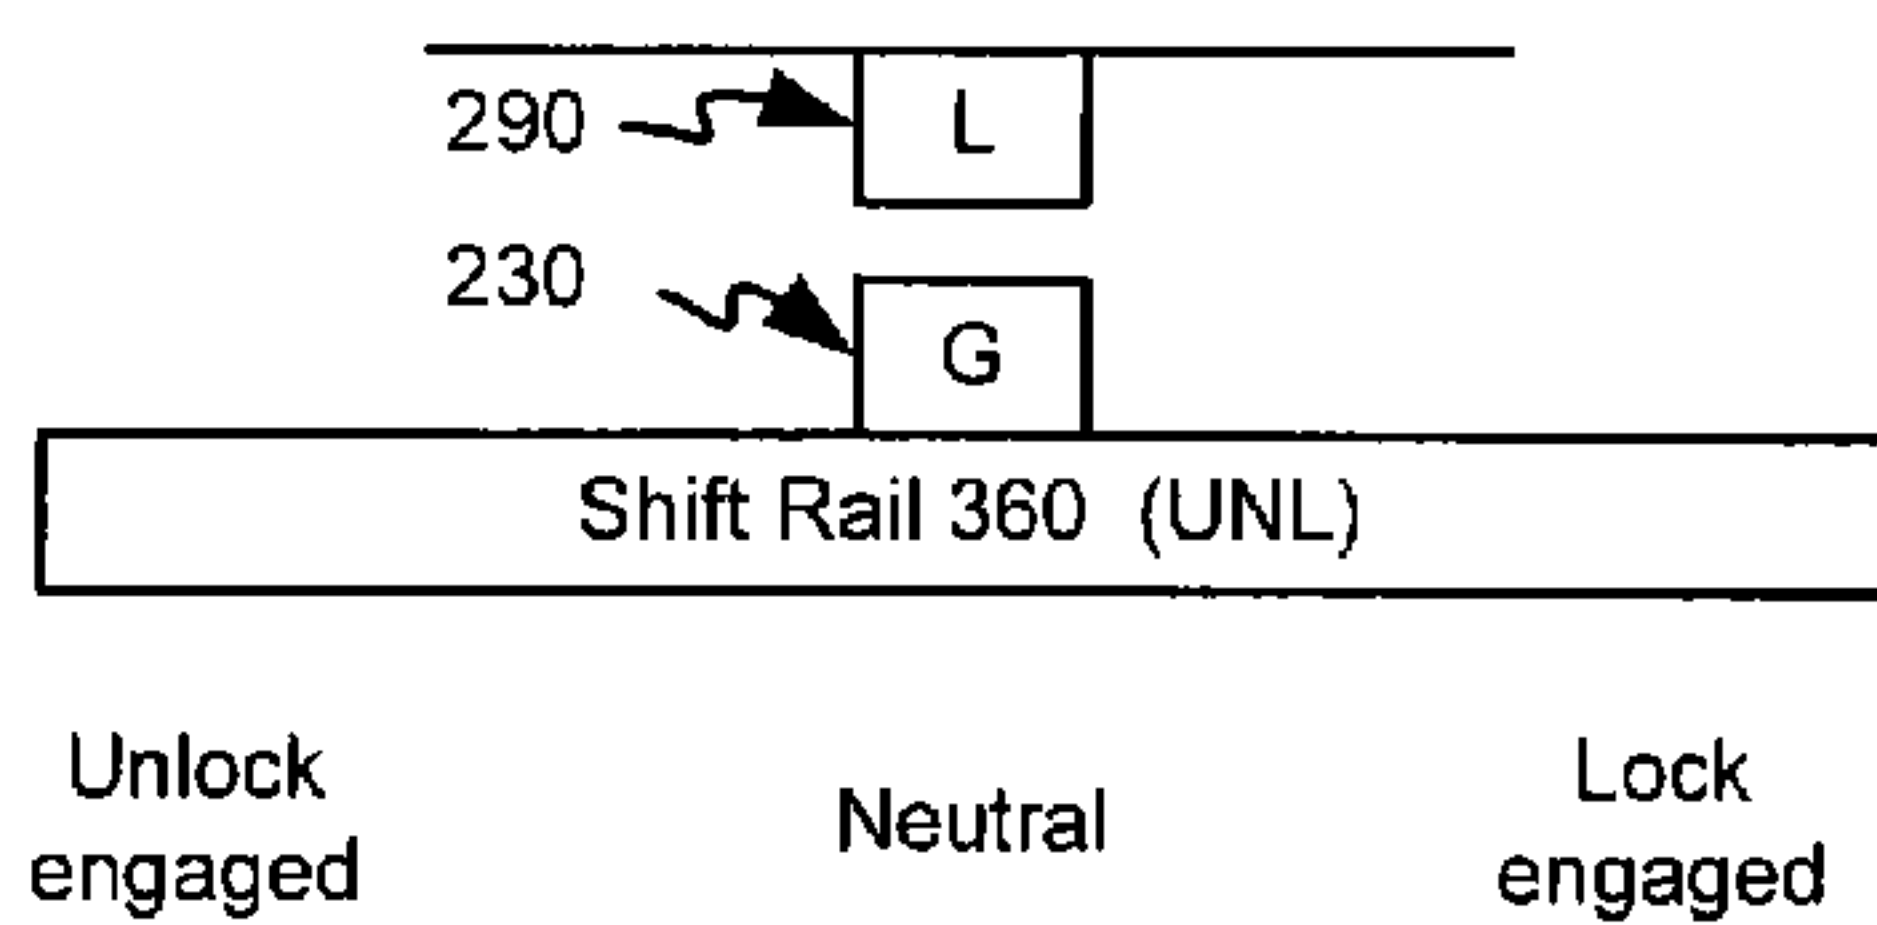 290
L
230
G
Shift Rail 360 (UNL)
Unlock
engaged
Neutral
Lock
engaged